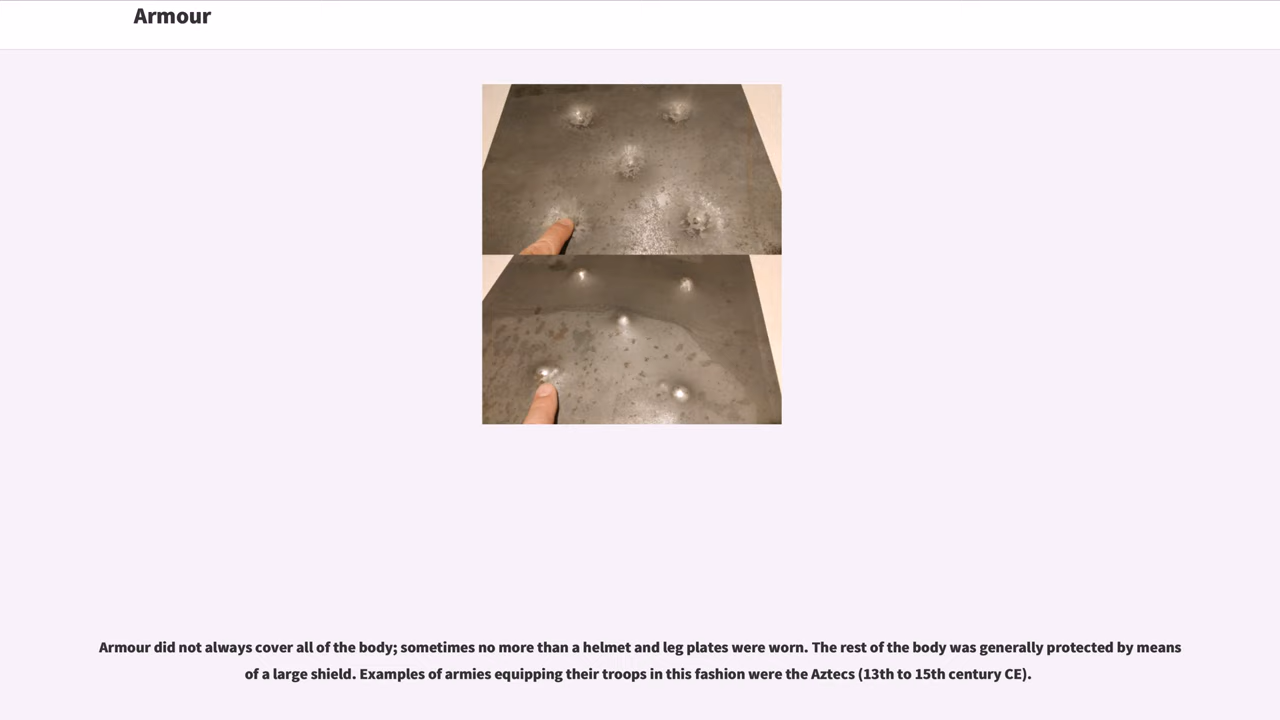 Armour
Armour did not always cover all of the body; sometimes no more than a helmet and leg plates were worn. The rest of the body was generally protected by means
of a large shield. Examples of armies equipping their troops in this fashion were the Aztecs (13th to 15th century CE).